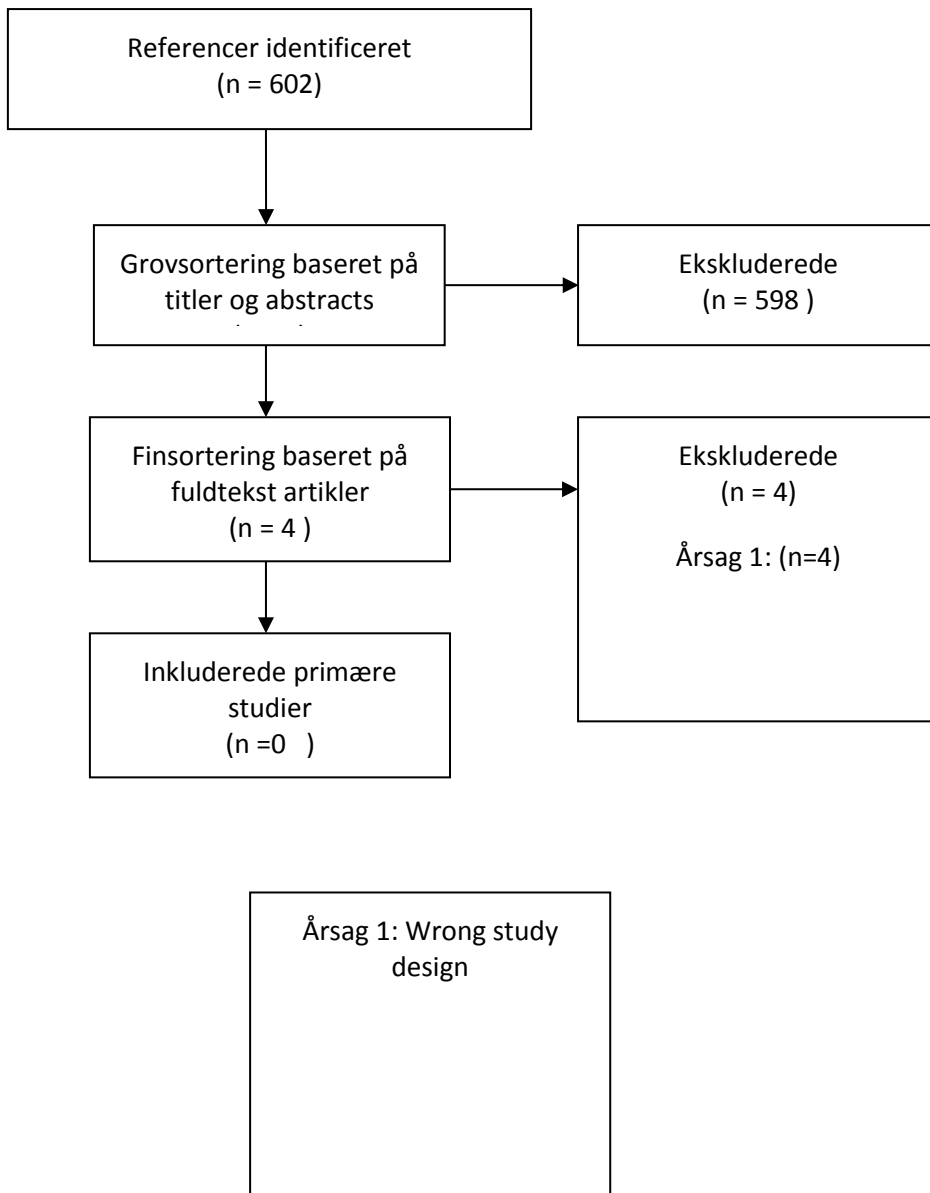 Referencer identificeret
(n = 602)
Grovsortering baseret på
titler og abstracts
Ekskluderede
(n = 598 )
Finsortering baseret på
fuldtekst artikler
(n = 4 )
Ekskluderede
(n = 4)
Årsag 1: (n=4)
Inkluderede primære
studier
(n =0   )
Årsag 1: Wrong study
design